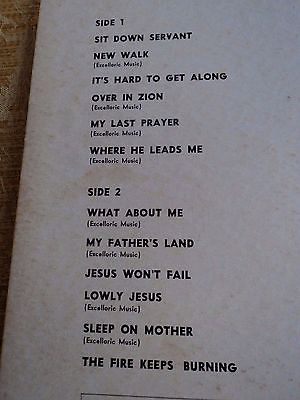 SIDE 1
SIT DOWN SERVANT
NEW WALK
(Excelloric Music)
IT'S HARD TO GET ALONG
OVER IN ZION
(Excelloric Music)
MY LAST PRAYER
(Excelloric Music)
WHERE HE LEADS ME
(Excelloric Music)
SIDE 2
WHAT ABOUT ME
(Excelloric Music)
MY FATHER'S LAND
(Excelloric Music)
JESUS WON'T FAIL
LOWLY JESUS
(Excelloric Music)
SLEEP ON MOTHER
(Excelloric Music)
THE FIRE KEEPS BURNING